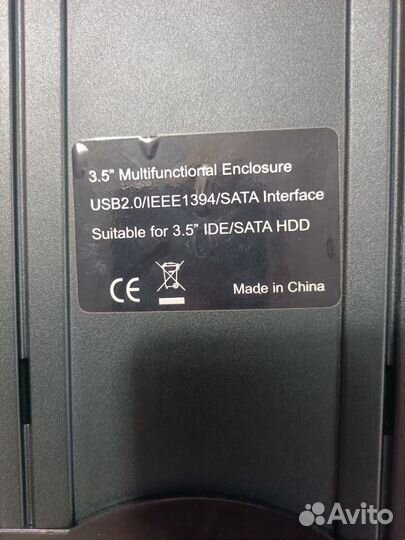 3.5" Multifunctional Enclosure
USB2.0/IEEE1394/SATA Interface
Suitable for 3.5" IDE/SATA HDD
CE
Made in China
Avito